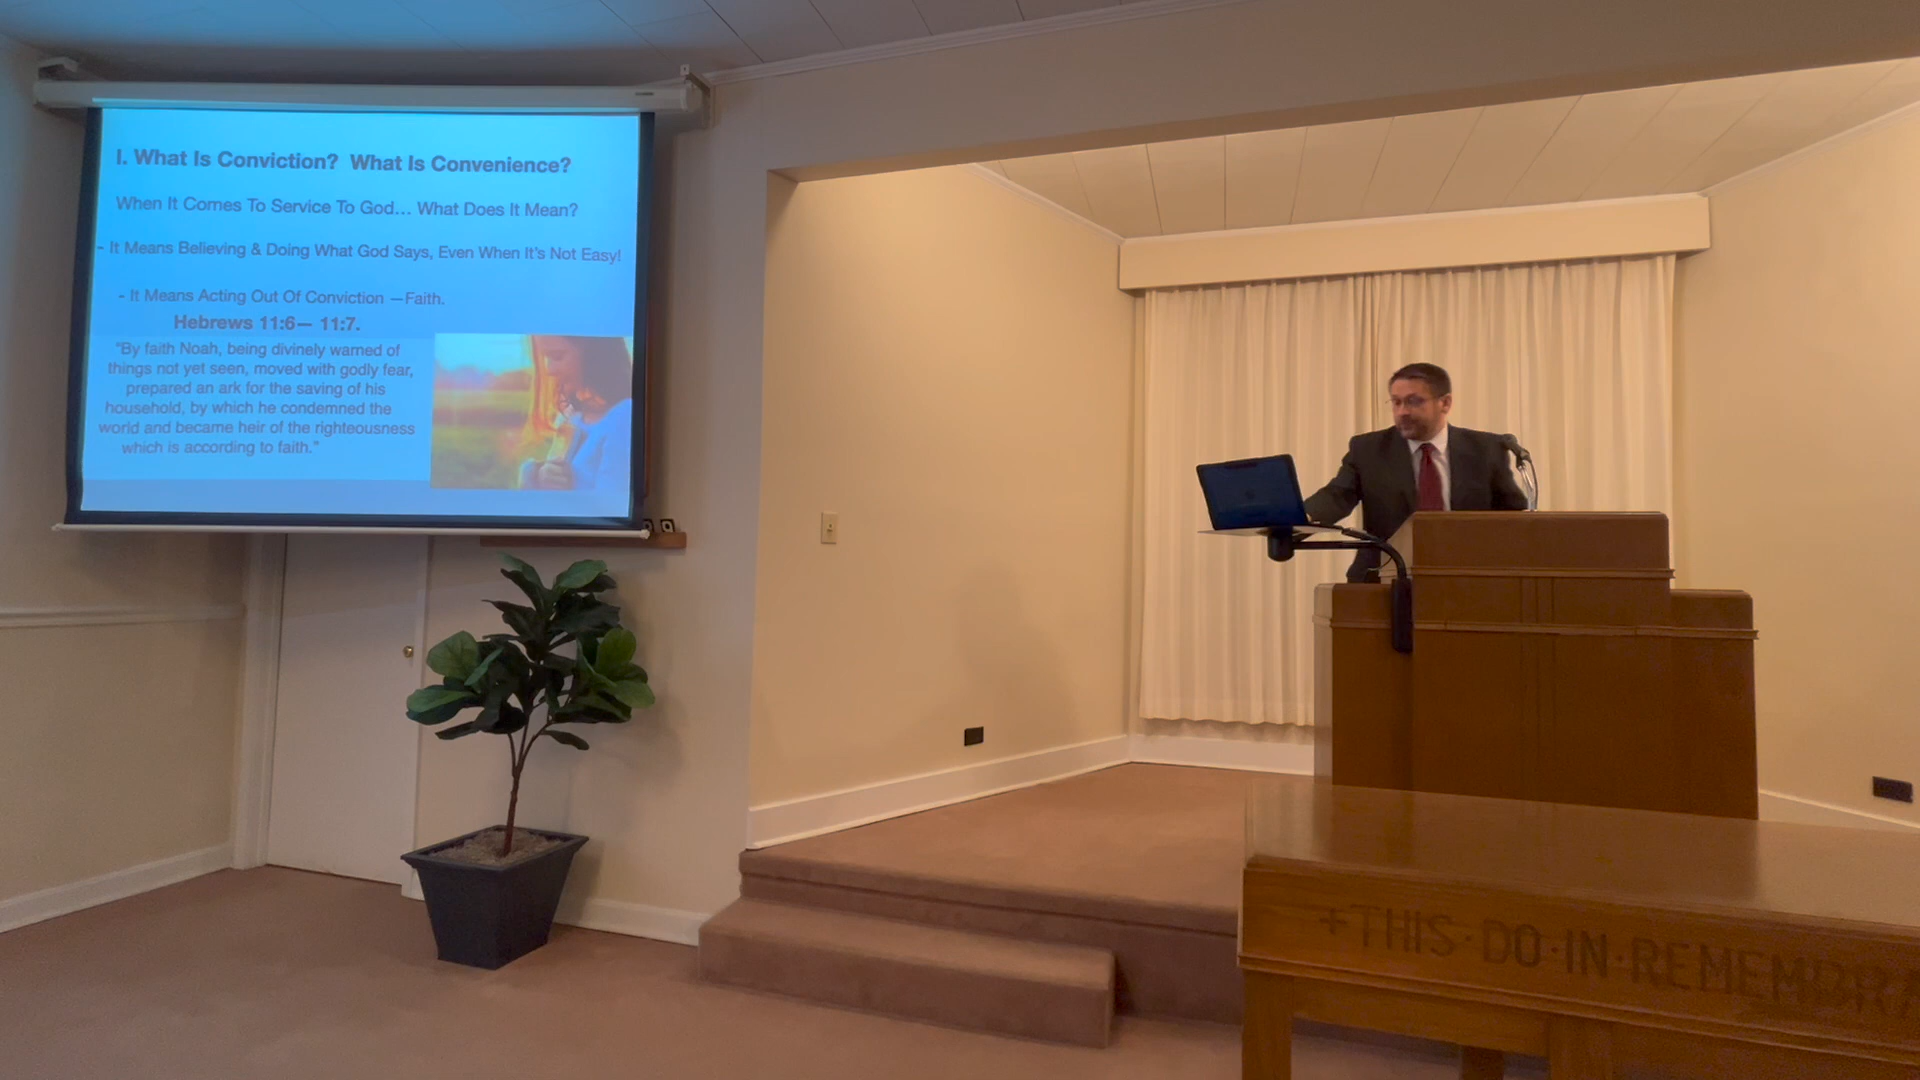 I. What Is Conviction?  What Is Convenience?
When It Comes To Service To God... What Does It Mean?
- It Means Believing & Doing What God Says, Even When It's Not Easy!
- It Means Acting Out Of Conviction —Faith.
Hebrews 11:6— 11:7.
"By faith Noah, being divinely warned of
things not yet seen, moved with godly fear,
prepared an ark for the saving of his
household, by which he condemned the
world and became heir of the righteousness
which is according to faith."
+THIS·DO·IN·REMEMBRA